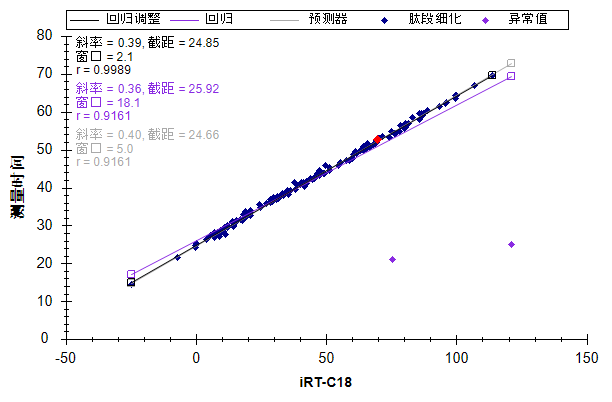 回归调整 回归 预测器 肽段细化 异常值
斜率 = 0.39, 截距 = 24.85
窗口 = 2.1
r = 0.9989
斜率 = 0.36, 截距 = 25.92
窗口 = 18.1
r = 0.9161
斜率 = 0.40, 截距 = 24.66
窗口 = 5.0
r = 0.9161
80
70
60
50
40
30
20
10
0
测量时间
-50 0 50 100 150
iRT-C18